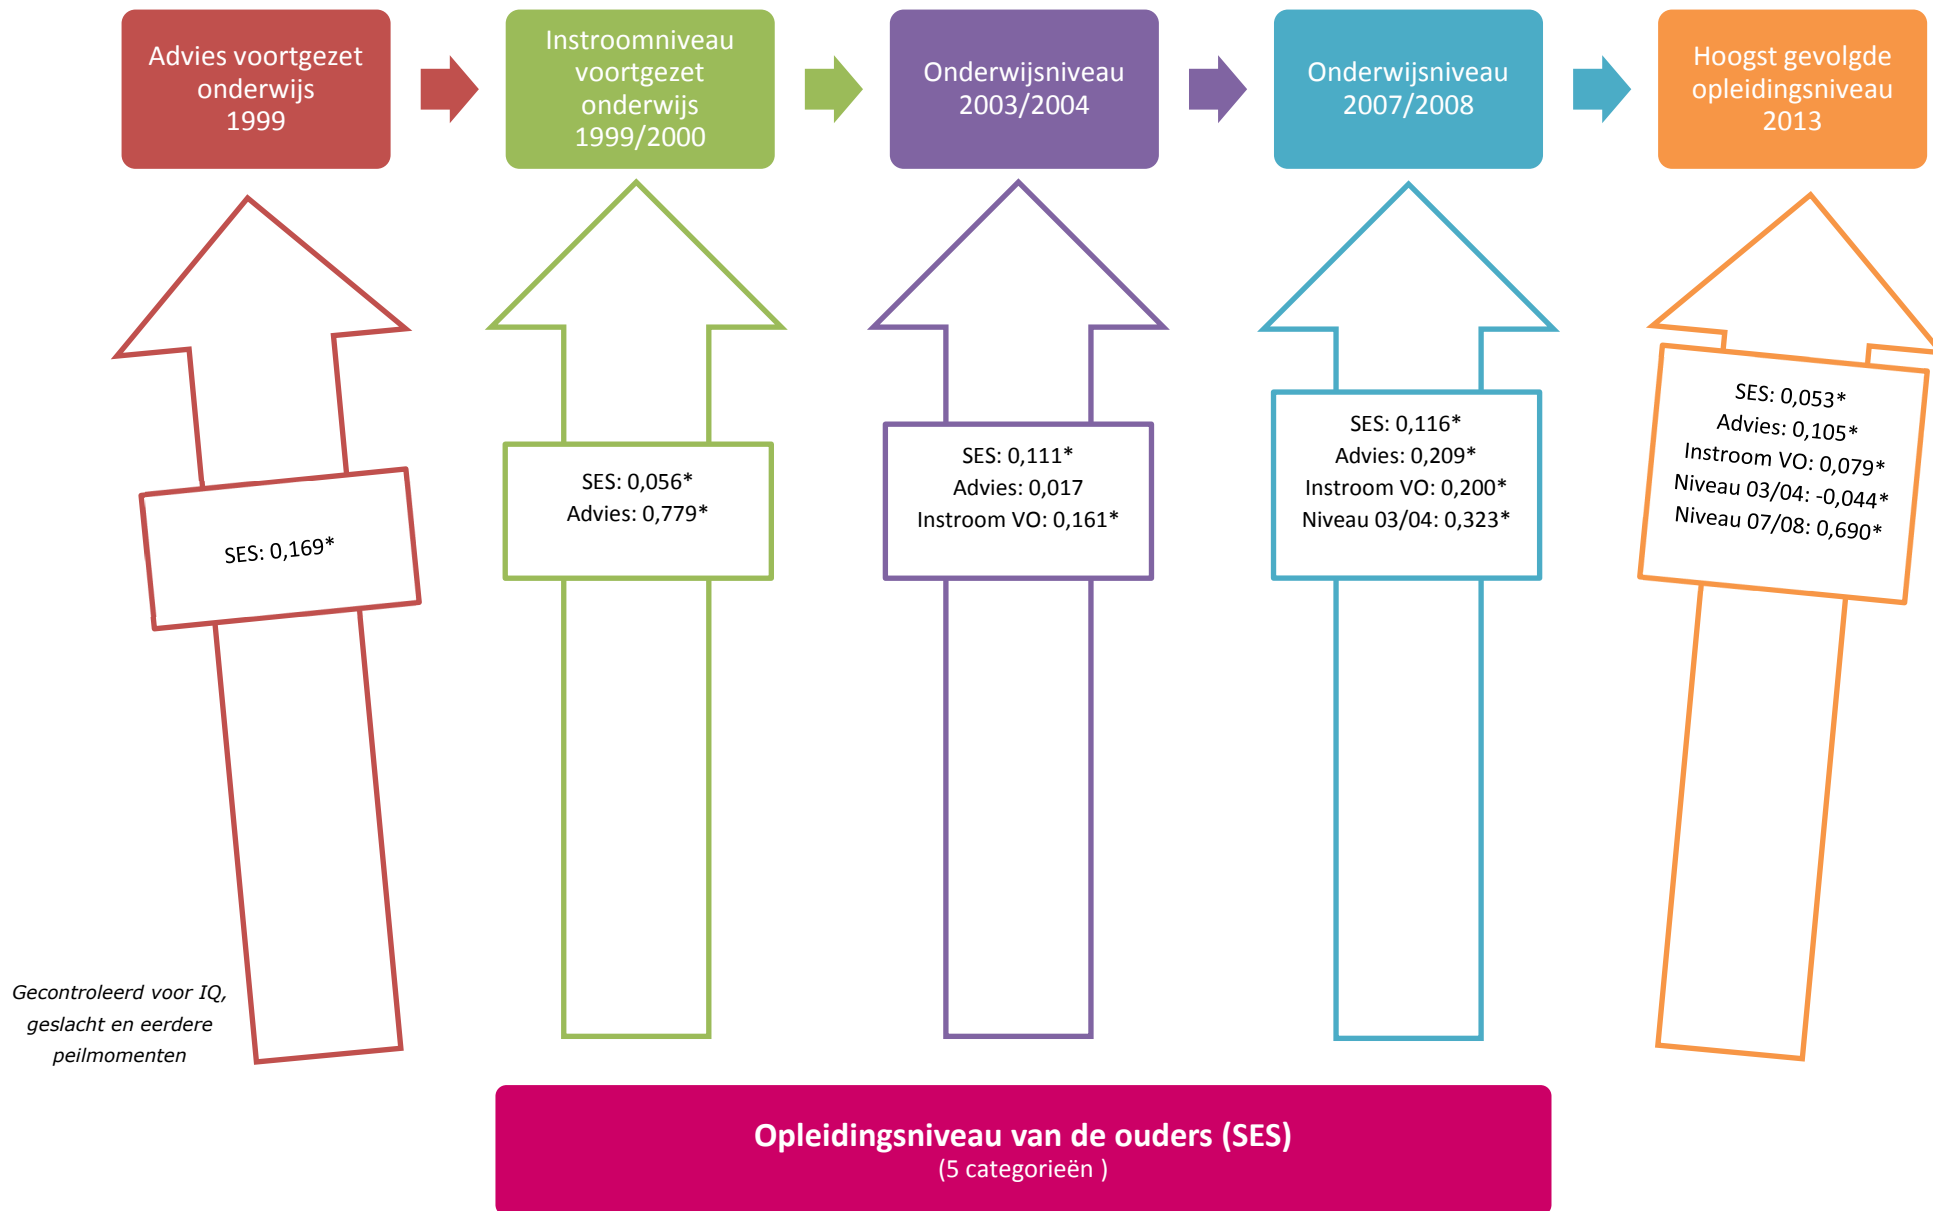 Advies voortgezet
onderwijs
1999
Instroomniveau
voortgezet
onderwijs
1999/2000
Onderwijsniveau
2003/2004
Onderwijsniveau
2007/2008
Hoogst gevolgde
opleidingsniveau
2013
SES: 0,169*
SES: 0,056*
Advies: 0,779*
SES: 0,111*
Advies: 0,017
Instroom VO: 0,161*
SES: 0,116*
Advies: 0,209*
Instroom VO: 0,200*
Niveau 03/04: 0,323*
SES: 0,053*
Advies: 0,105*
Instroom VO: 0,079*
Niveau 03/04: -0,044*
Niveau 07/08: 0,690*
Gecontroleerd voor IQ,
geslacht en eerdere
peilmomenten
Opleidingsniveau van de ouders (SES)
(5 categorieën )